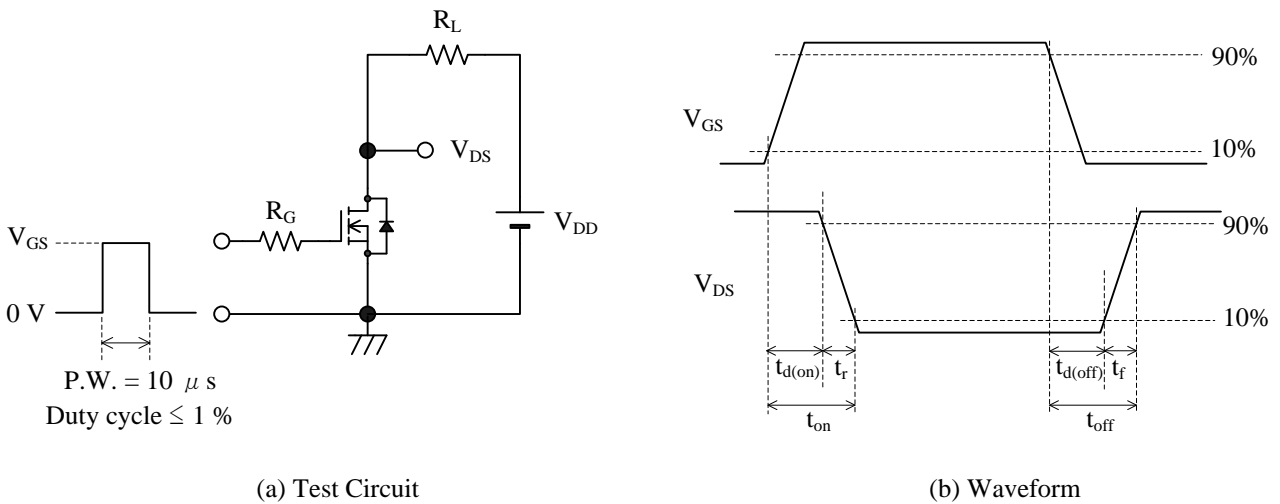 R_L
V_DS
R_G
V_DD
V_GS
0 V
P.W. = 10 μ s
Duty cycle ≤ 1 %
(a) Test Circuit
90%
V_GS
10%
90%
V_DS
10%
t_d(on) t_r t_d(off) t_f
t_on t_off
(b) Waveform